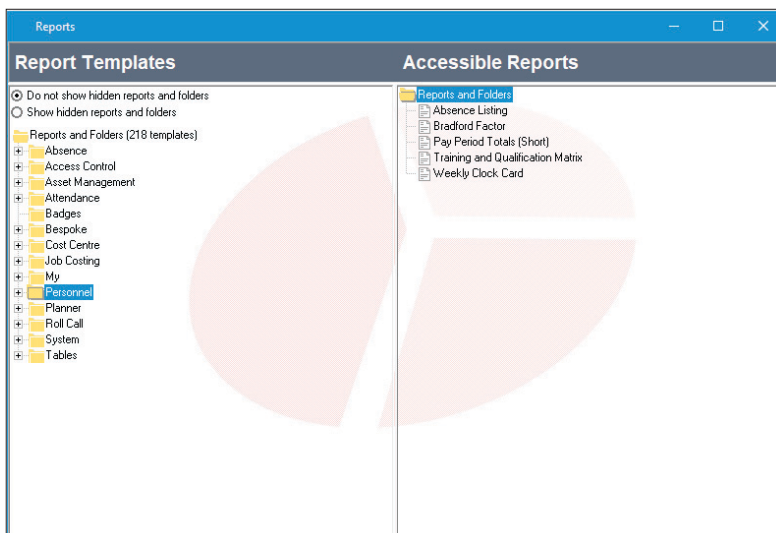 Reports
Report Templates
Do not show hidden reports and folders
Show hidden reports and folders
Reports and Folders (218 templates)
Absence
Access Control
Asset Management
Attendance
Badges
Bespoke
Cost Centre
Job Costing
My
Personnel
Planner
Roll Call
System
Tables
Accessible Reports
Reports and Folders
Absence Listing
Bradford Factor
Pay Period Totals (Short)
Training and Qualification Matrix
Weekly Clock Card